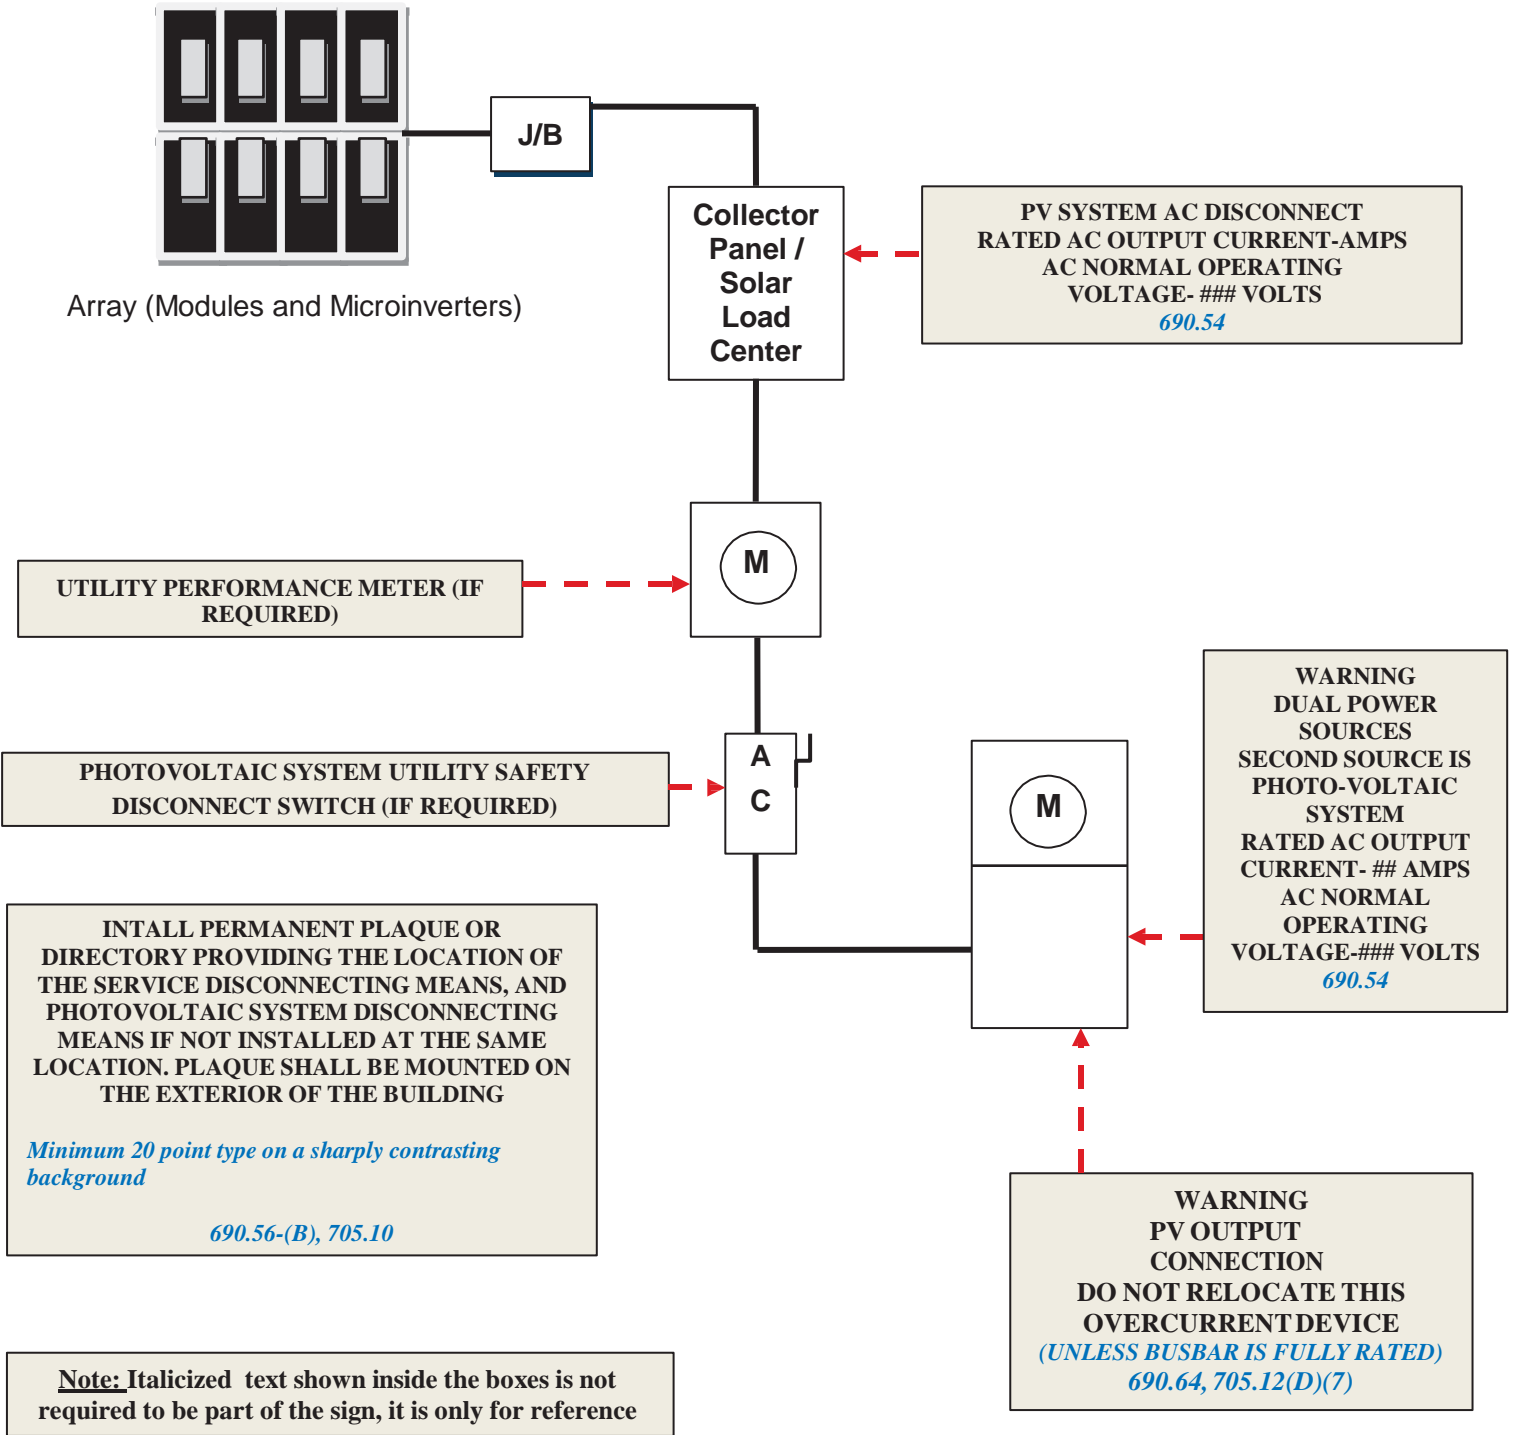 J/B
Array (Modules and Microinverters)
Collector
Panel /
Solar
Load
Center
PV SYSTEM AC DISCONNECT
RATED AC OUTPUT CURRENT-AMPS
AC NORMAL OPERATING
VOLTAGE- ### VOLTS
690.54
M
UTILITY PERFORMANCE METER (IF
REQUIRED)
PHOTOVOLTAIC SYSTEM UTILITY SAFETY
DISCONNECT SWITCH (IF REQUIRED)
A
C
M
WARNING
DUAL POWER
SOURCES
SECOND SOURCE IS
PHOTO-VOLTAIC
SYSTEM
RATED AC OUTPUT
CURRENT- ## AMPS
AC NORMAL
OPERATING
VOLTAGE-### VOLTS
690.54
INTALL PERMANENT PLAQUE OR
DIRECTORY PROVIDING THE LOCATION OF
THE SERVICE DISCONNECTING MEANS, AND
PHOTOVOLTAIC SYSTEM DISCONNECTING
MEANS IF NOT INSTALLED AT THE SAME
LOCATION. PLAQUE SHALL BE MOUNTED ON
THE EXTERIOR OF THE BUILDING
Minimum 20 point type on a sharply contrasting
background
690.56-(B), 705.10
WARNING
PV OUTPUT
CONNECTION
DO NOT RELOCATE THIS
OVERCURRENT DEVICE
(UNLESS BUSBAR IS FULLY RATED)
690.64, 705.12(D)(7)
Note: Italicized text shown inside the boxes is not
required to be part of the sign, it is only for reference